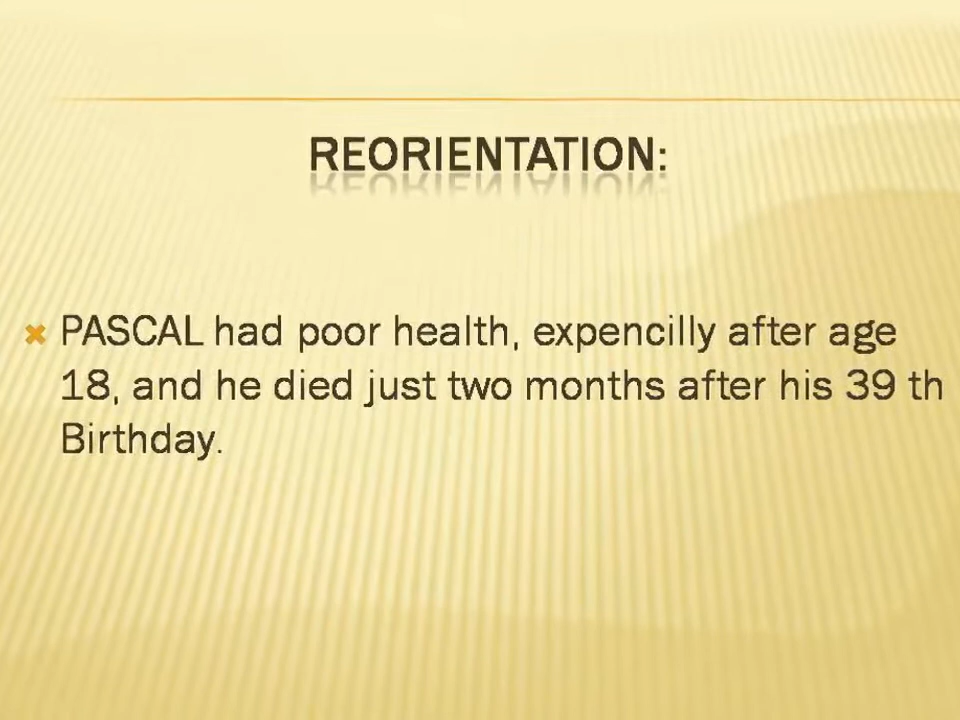 REORIENTATION:
PASCAL had poor health, expencilly after age
18, and he died just two months after his 39 th
Birthday.